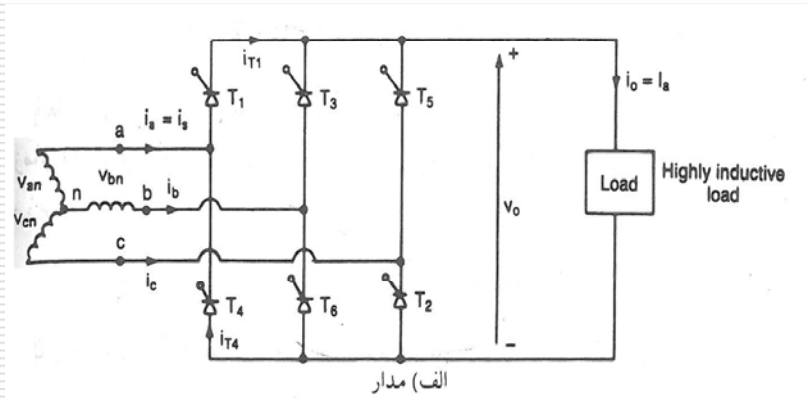 iT1
+
T1
T3
T5
io = Ia
a
ia = is
van
n
vbn
b
ib
vo
Load
Highly inductive
load
vcn
c
ic
T4
T6
T2
iT4
−
الف) مدار